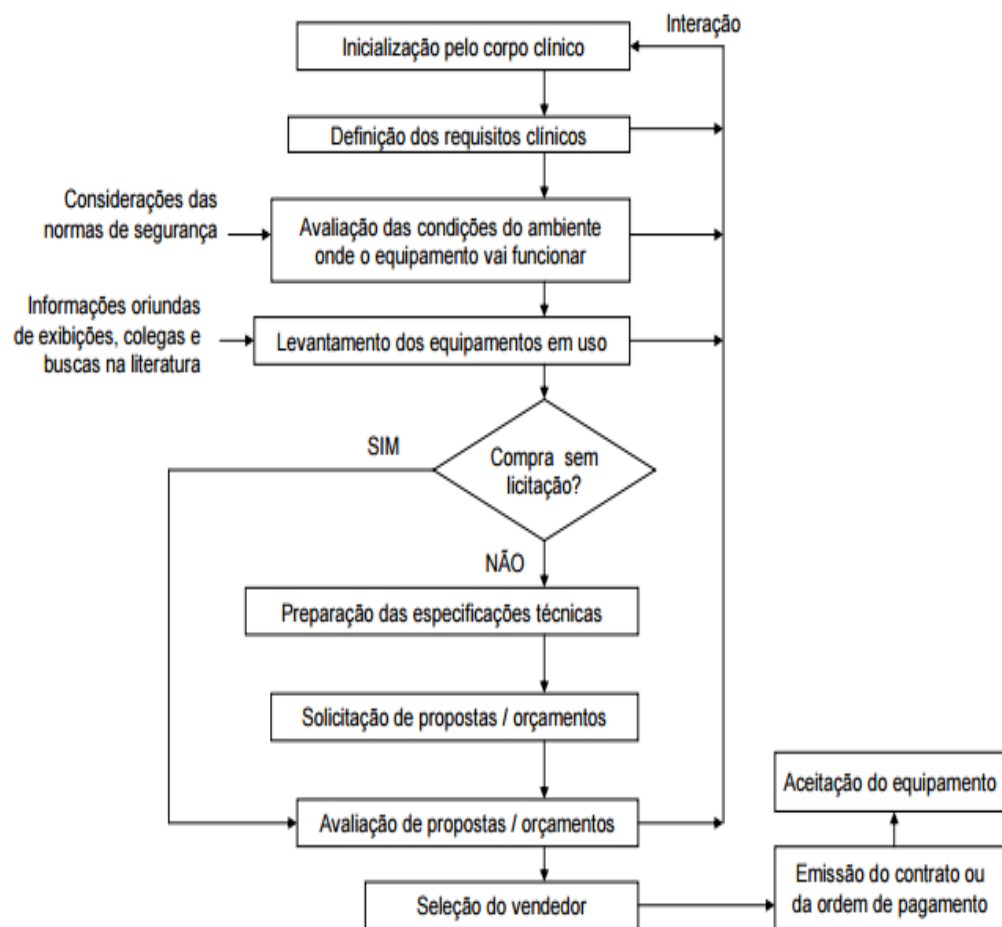 Interação
Inicialização pelo corpo clínico
Definição dos requisitos clínicos
Considerações das
normas de segurança
Avaliação das condições do ambiente
onde o equipamento vai funcionar
Informações oriundas
de exibições, colegas e
buscas na literatura
Levantamento dos equipamentos em uso
SIM
Compra sem
licitação?
NÃO
Preparação das especificações técnicas
Solicitação de propostas / orçamentos
Avaliação de propostas / orçamentos
Seleção do vendedor
Emissão do contrato ou
da ordem de pagamento
Aceitação do equipamento